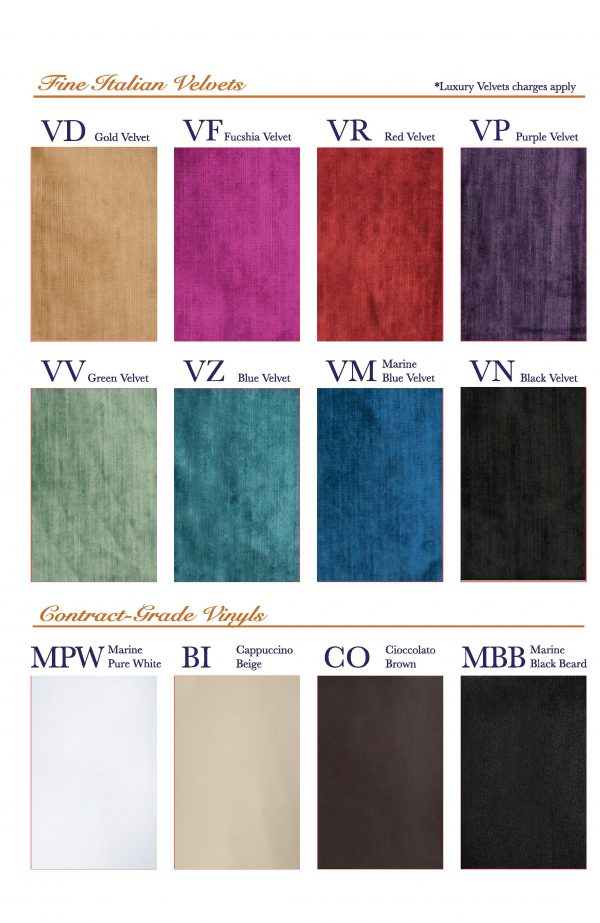 Fine Italian Velvets
*Luxury Velvets charges apply
VD Gold Velvet
VF Fucshia Velvet
VR Red Velvet
VP Purple Velvet
VV Green Velvet
VZ Blue Velvet
VM Marine
Blue Velvet
VN Black Velvet
Contract-Grade Vinyls
MPW Marine
Pure White
BI Cappuccino
Beige
CO Cioccolato
Brown
MBB Marine
Black Beard